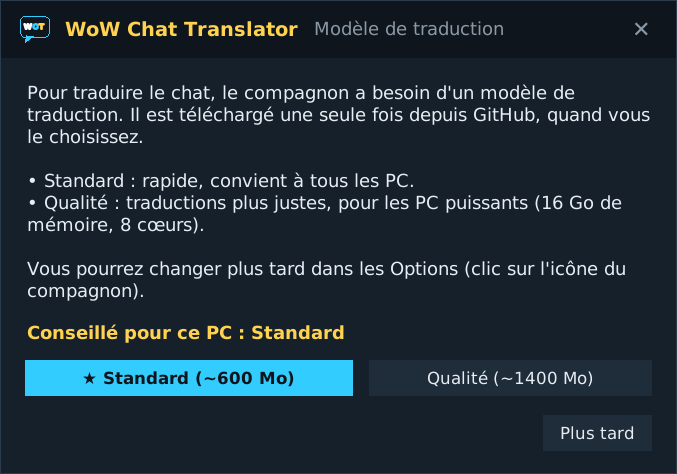 WoT
WoW Chat Translator Modèle de traduction ✕
Pour traduire le chat, le compagnon a besoin d'un modèle de
traduction. Il est téléchargé une seule fois depuis GitHub, quand vous
le choisissez.
• Standard : rapide, convient à tous les PC.
• Qualité : traductions plus justes, pour les PC puissants (16 Go de
mémoire, 8 cœurs).
Vous pourrez changer plus tard dans les Options (clic sur l'icône du
compagnon).
Conseillé pour ce PC : Standard
★ Standard (~600 Mo)
Qualité (~1400 Mo)
Plus tard